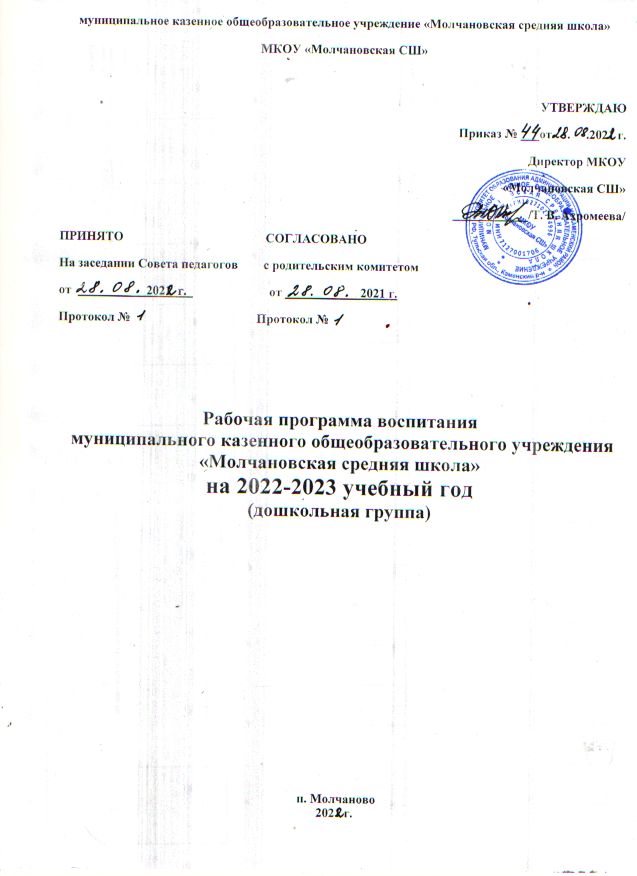 муниципальное казенное общеобразовательное учреждение «Молчановская средняя школа»
МКОУ «Молчановская СШ»
УТВЕРЖДАЮ
Приказ № 44 от 28. 08.2022 г.
Директор МКОУ
«Молчановская СШ»
/Т. В. Ахромеева/
ПРИНЯТО
СОГЛАСОВАНО
На заседании Совета педагогов
с родительским комитетом
от 28. 08. 2022 г.
от 28. 08. 2021 г.
Протокол № 1
Протокол № 1
Рабочая программа воспитания
муниципального казенного общеобразовательного учреждения
«Молчановская средняя школа»
на 2022-2023 учебный год
(дошкольная группа)
п. Молчаново
2022 г.